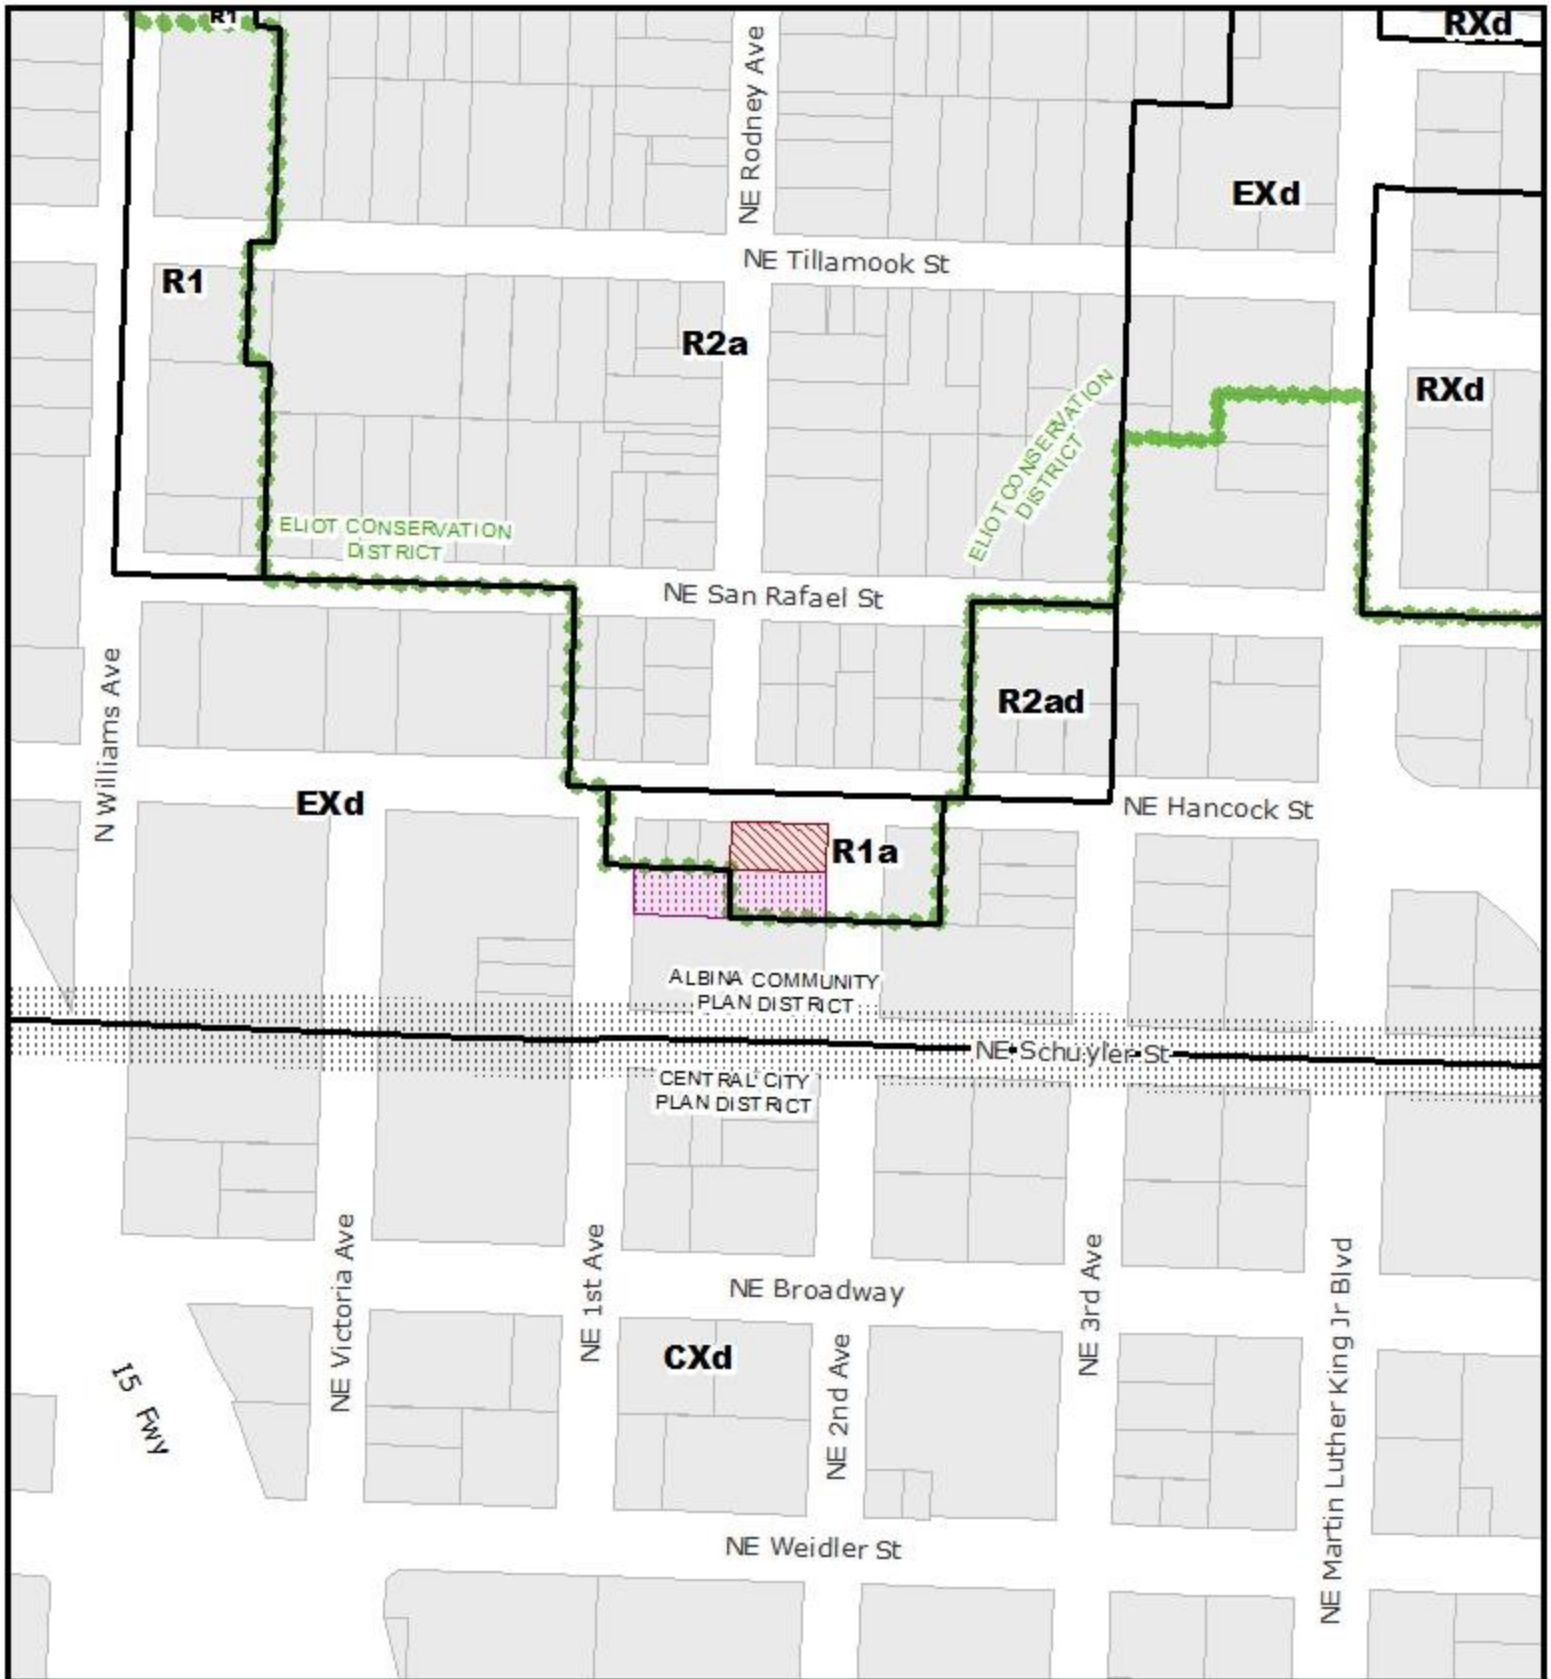 R1
RXd
NE Rodney Ave
EXd
NE Tillamook St
R1
R2a
RXd
ELIOT CONSERVATION
DISTRICT
ELIOT CONSERVATION
DISTRICT
NE San Rafael St
N Williams Ave
R2ad
EXd
NE Hancock St
R1a
ALBINA COMMUNITY
PLAN DISTRICT
NE Schuyler St
CENTRAL CITY
PLAN DISTRICT
NE Victoria Ave
NE 1st Ave
NE Broadway
NE 3rd Ave
NE Martin Luther King Jr Blvd
CXd
NE 2nd Ave
I5 Fwy
NE Weidler St